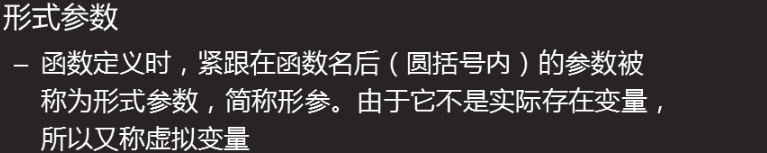 形式参数
– 函数定义时，紧跟在函数名后（圆括号内）的参数被
称为形式参数，简称形参。由于它不是实际存在变量，
所以又称虚拟变量